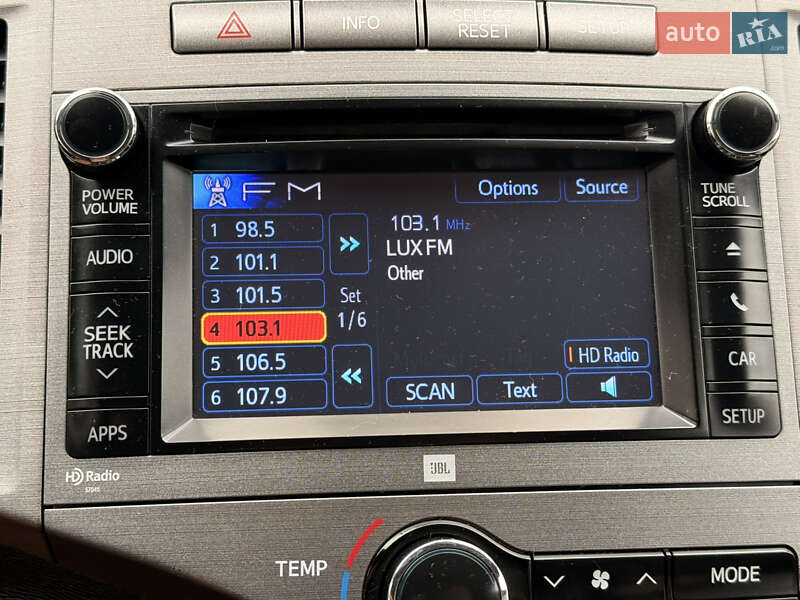 INFO
SELECT
RESET
SETUP
auto RIA
.com
POWER
VOLUME
AUDIO
SEEK
TRACK
APPS
HD Radio
FM
Options
Source
1 98.5
2 101.1
3 101.5
4 103.1
5 106.5
6 107.9
>>
Set
1/6
<<
103.1 MHz
LUX FM
Other
HD Radio
SCAN
Text
TUNE
SCROLL
CAR
SETUP
JBL
TEMP
MODE